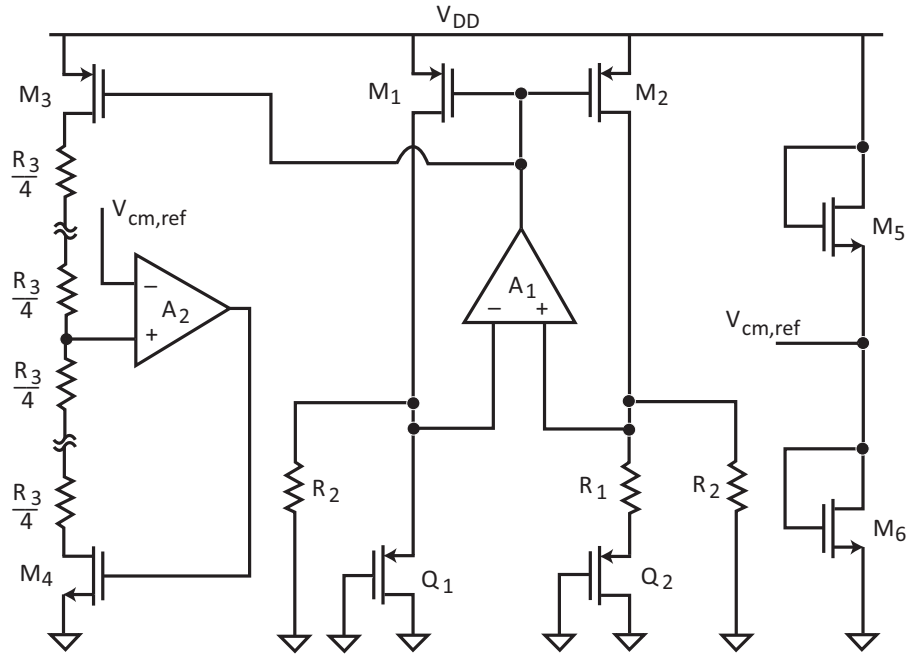 V_DD
M_3
M_1
M_2
R_3/4
V_cm,ref
R_3/4
−
A_2
+
R_3/4
R_3/4
M_4
A_1
−
+
R_2
R_1
R_2
Q_1
Q_2
M_5
V_cm,ref
M_6